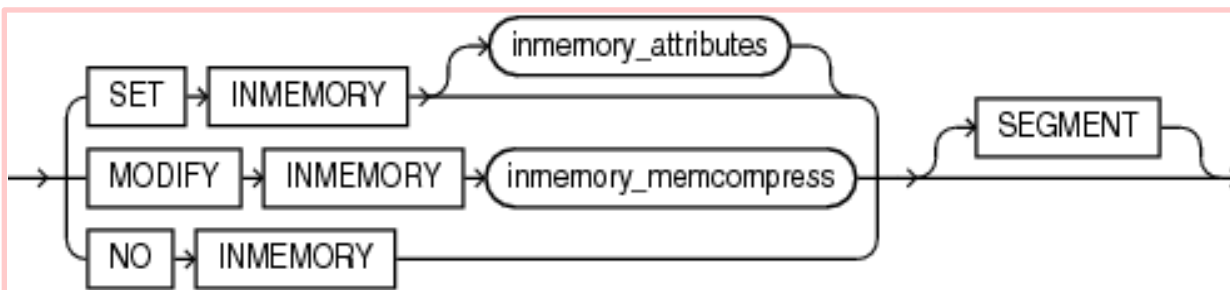 inmemory_attributes
SET INMEMORY
SEGMENT
MODIFY INMEMORY inmemory_memcompress
NO INMEMORY